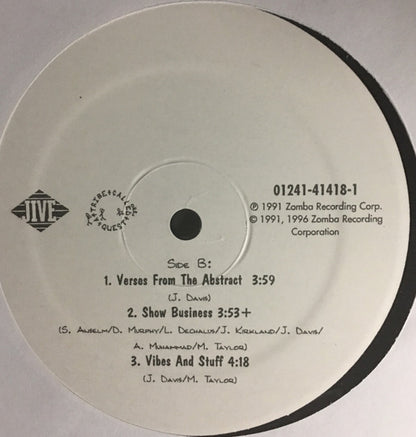 JIVE
A TRIBE CALLED QUEST
01241-41418-1
℗ 1991 Zomba Recording Corp.
© 1991, 1996 Zomba Recording
Corporation
SIDE B:
1. Verses From The Abstract 3:59
(J. DAVIS)
2. Show Business 3:53+
(S. ANSELM/D. MURPHY/L. DECHALUS/J. KIRKLAND/J. DAVIS/
A. MUHAMMAD/M. TAYLOR)
3. Vibes And Stuff 4:18
(J. DAVIS/M. TAYLOR)